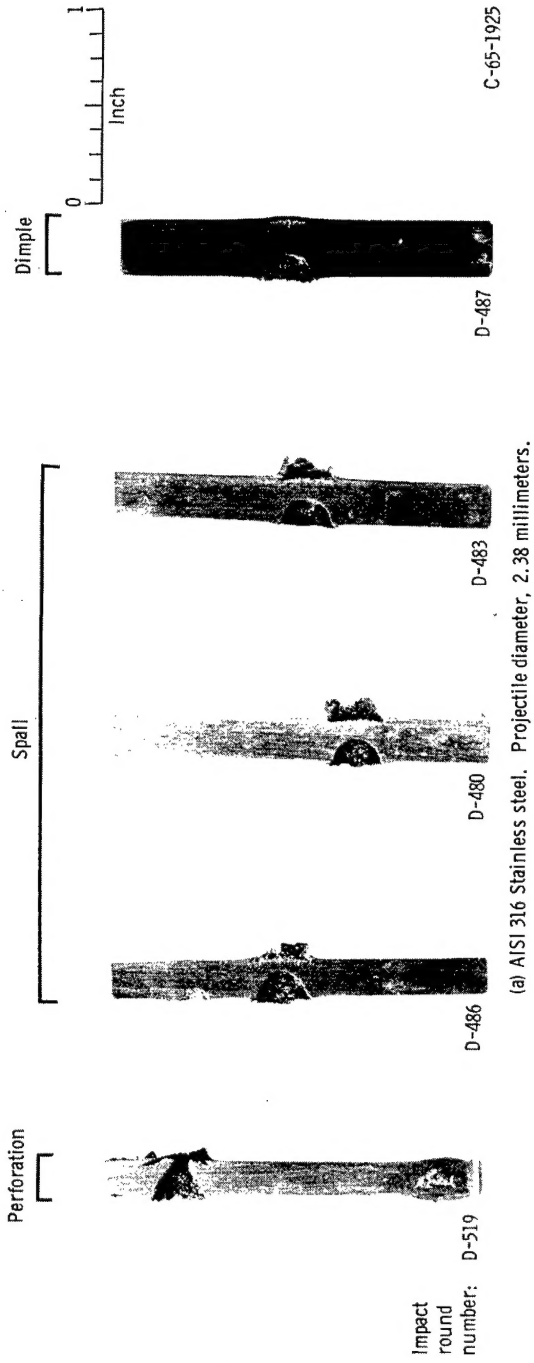 Perforation
Spall
Dimple
0
1
Inch
Impact
round
number:
D-519
D-486
D-480
D-483
D-487
C-65-1925
(a) AISI 316 Stainless steel. Projectile diameter, 2.38 millimeters.